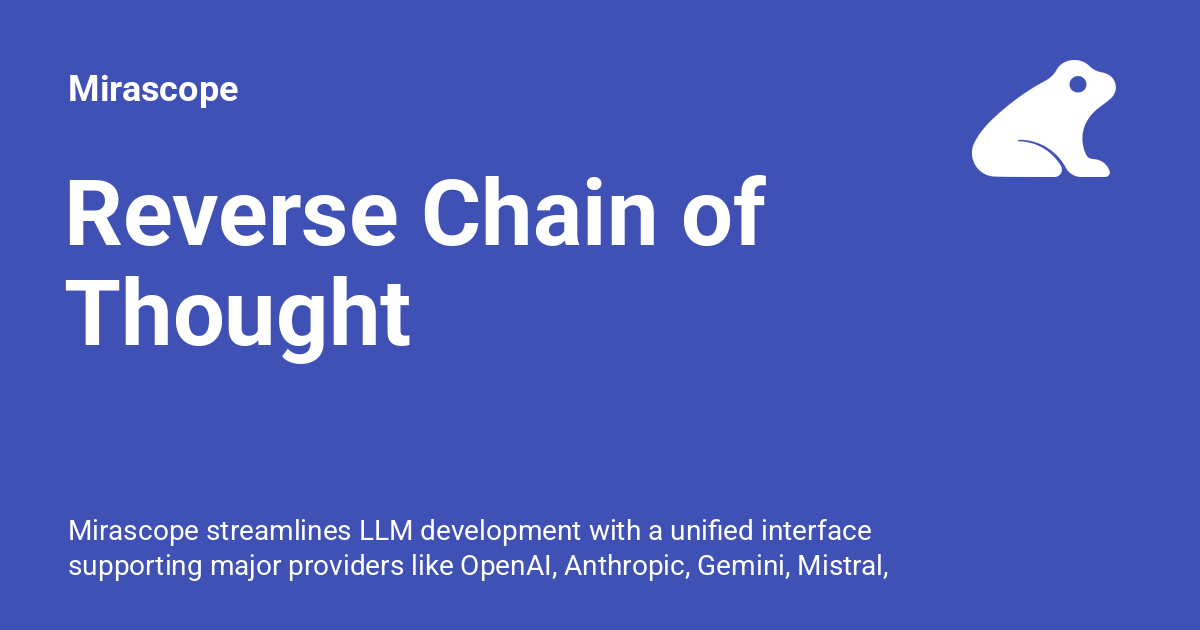 Mirascope
Reverse Chain of
Thought
Mirascope streamlines LLM development with a unified interface
supporting major providers like OpenAI, Anthropic, Gemini, Mistral,